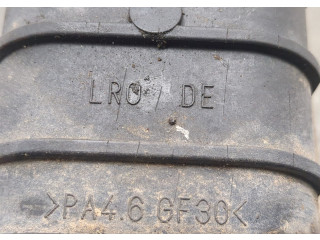 LRO / DE
>PA4.6 GF30<